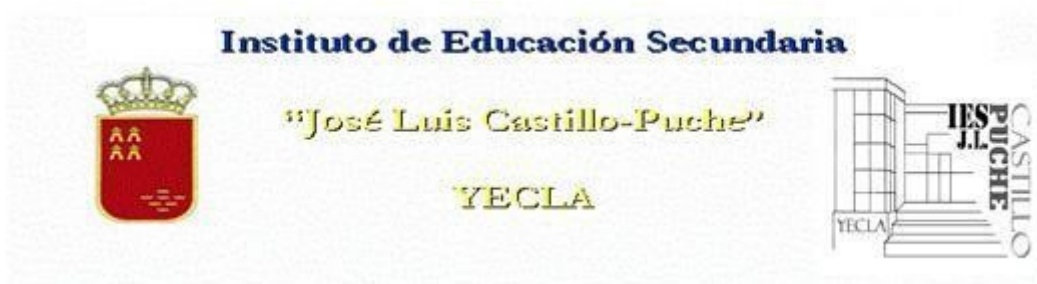 Instituto de Educación Secundaria
"José Luis Castillo-Puche"
YECLA
IES
J.L.
PUCHE
CASTILLO
YECLA